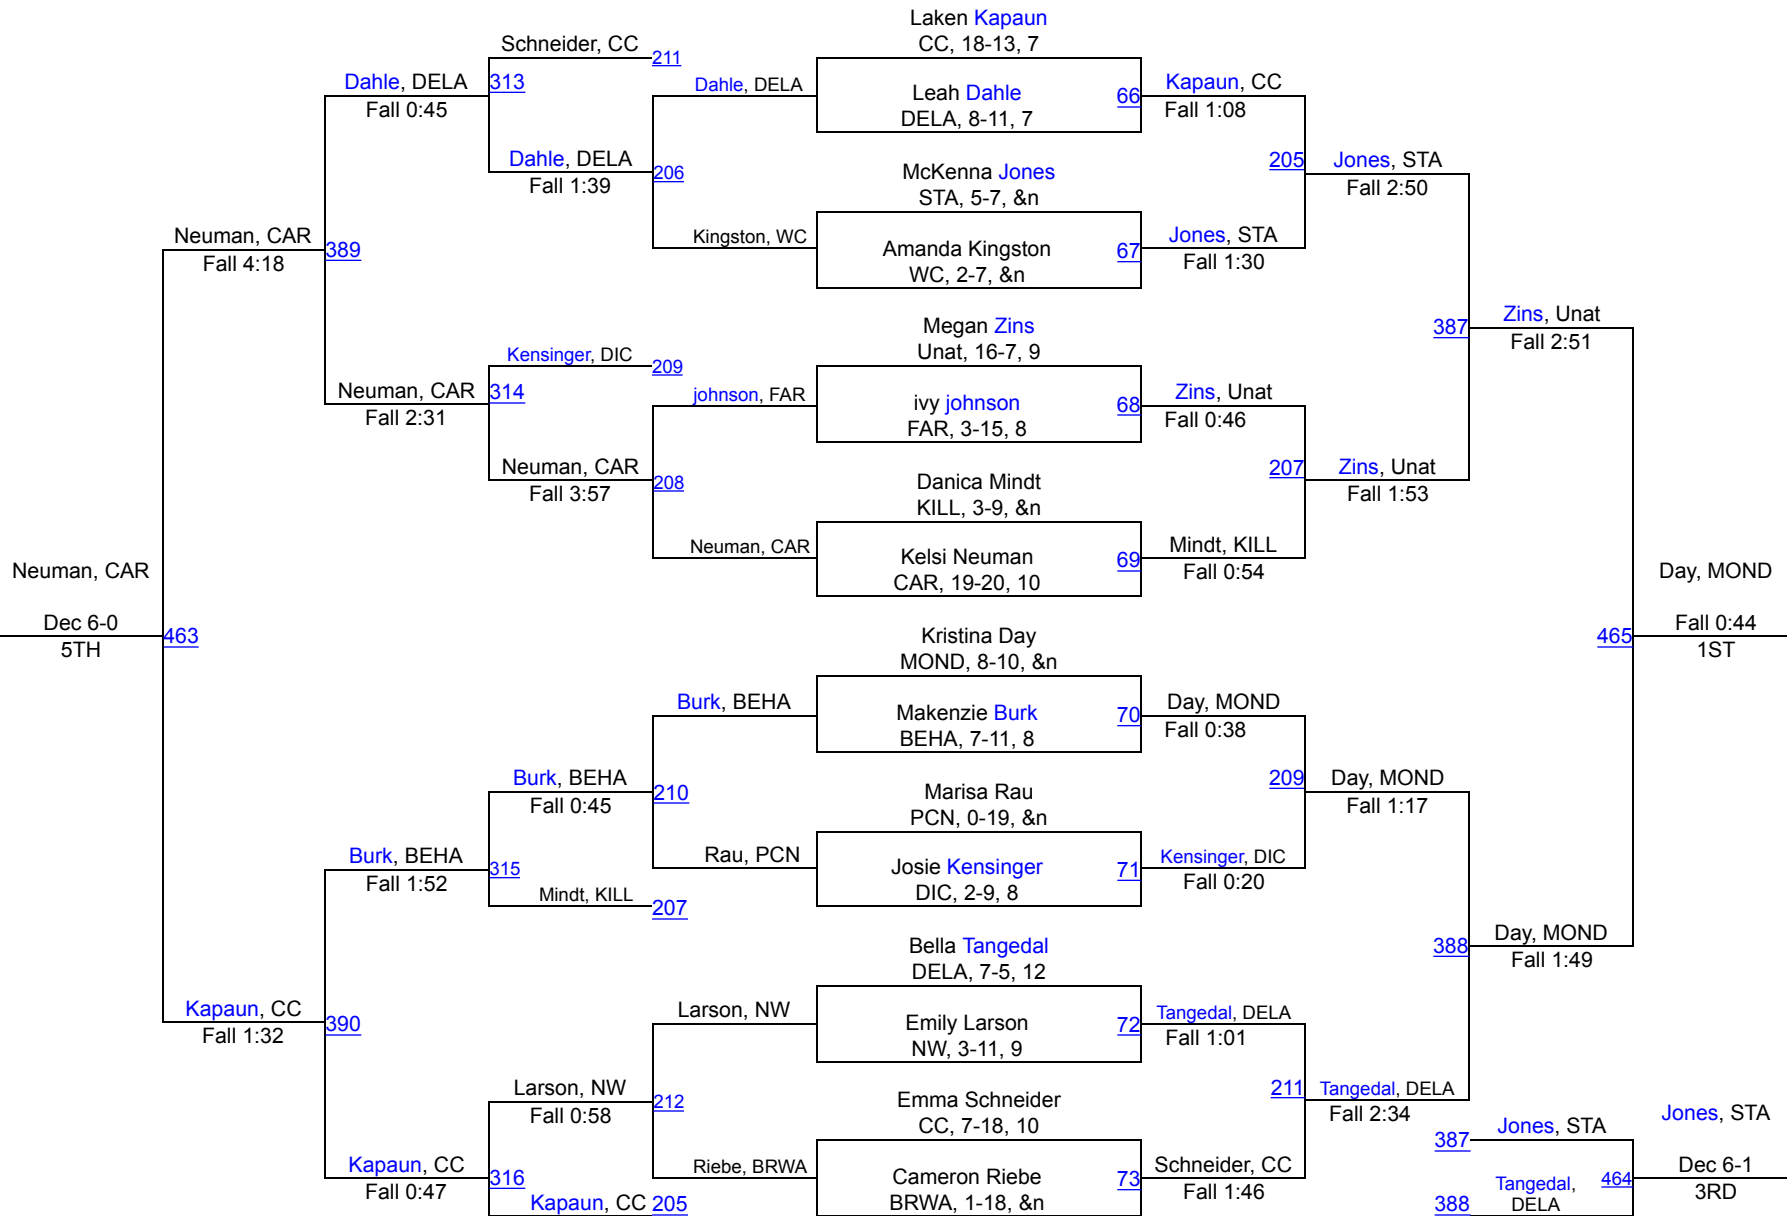 Laken Kapaun
CC, 18-13, 7
Schneider, CC
211
Dahle, DELA
313
Fall 0:45
Dahle, DELA
Leah Dahle
DELA, 8-11, 7
66
Kapaun, CC
Fall 1:08
Dahle, DELA
Fall 1:39
206
McKenna Jones
STA, 5-7, &n
205
Jones, STA
Fall 2:50
Neuman, CAR
Fall 4:18
389
Kingston, WC
Amanda Kingston
WC, 2-7, &n
67
Jones, STA
Fall 1:30
Megan Zins
Unat, 16-7, 9
387
Zins, Unat
Fall 2:51
Kensinger, DIC
209
Neuman, CAR
Fall 2:31
314
johnson, FAR
ivy johnson
FAR, 3-15, 8
68
Zins, Unat
Fall 0:46
Neuman, CAR
Fall 3:57
208
Danica Mindt
KILL, 3-9, &n
207
Zins, Unat
Fall 1:53
Neuman, CAR
Kelsi Neuman
CAR, 19-20, 10
69
Mindt, KILL
Fall 0:54
Neuman, CAR
Dec 6-0
5TH
463
Day, MOND
Fall 0:44
1ST
465
Kristina Day
MOND, 8-10, &n
Burk, BEHA
Makenzie Burk
BEHA, 7-11, 8
70
Day, MOND
Fall 0:38
Burk, BEHA
Fall 0:45
210
Marisa Rau
PCN, 0-19, &n
209
Day, MOND
Fall 1:17
Burk, BEHA
Fall 1:52
315
Rau, PCN
Josie Kensinger
DIC, 2-9, 8
71
Kensinger, DIC
Fall 0:20
Mindt, KILL
207
Bella Tangedal
DELA, 7-5, 12
388
Day, MOND
Fall 1:49
Kapaun, CC
Fall 1:32
390
Larson, NW
Emily Larson
NW, 3-11, 9
72
Tangedal, DELA
Fall 1:01
Larson, NW
Fall 0:58
212
Emma Schneider
CC, 7-18, 10
211
Tangedal, DELA
Fall 2:34
Kapaun, CC
Fall 0:47
316
Riebe, BRWA
Cameron Riebe
BRWA, 1-18, &n
73
Schneider, CC
Fall 1:46
Kapaun, CC
205
387
Jones, STA
Jones, STA
Dec 6-1
3RD
464
388
Tangedal,
DELA